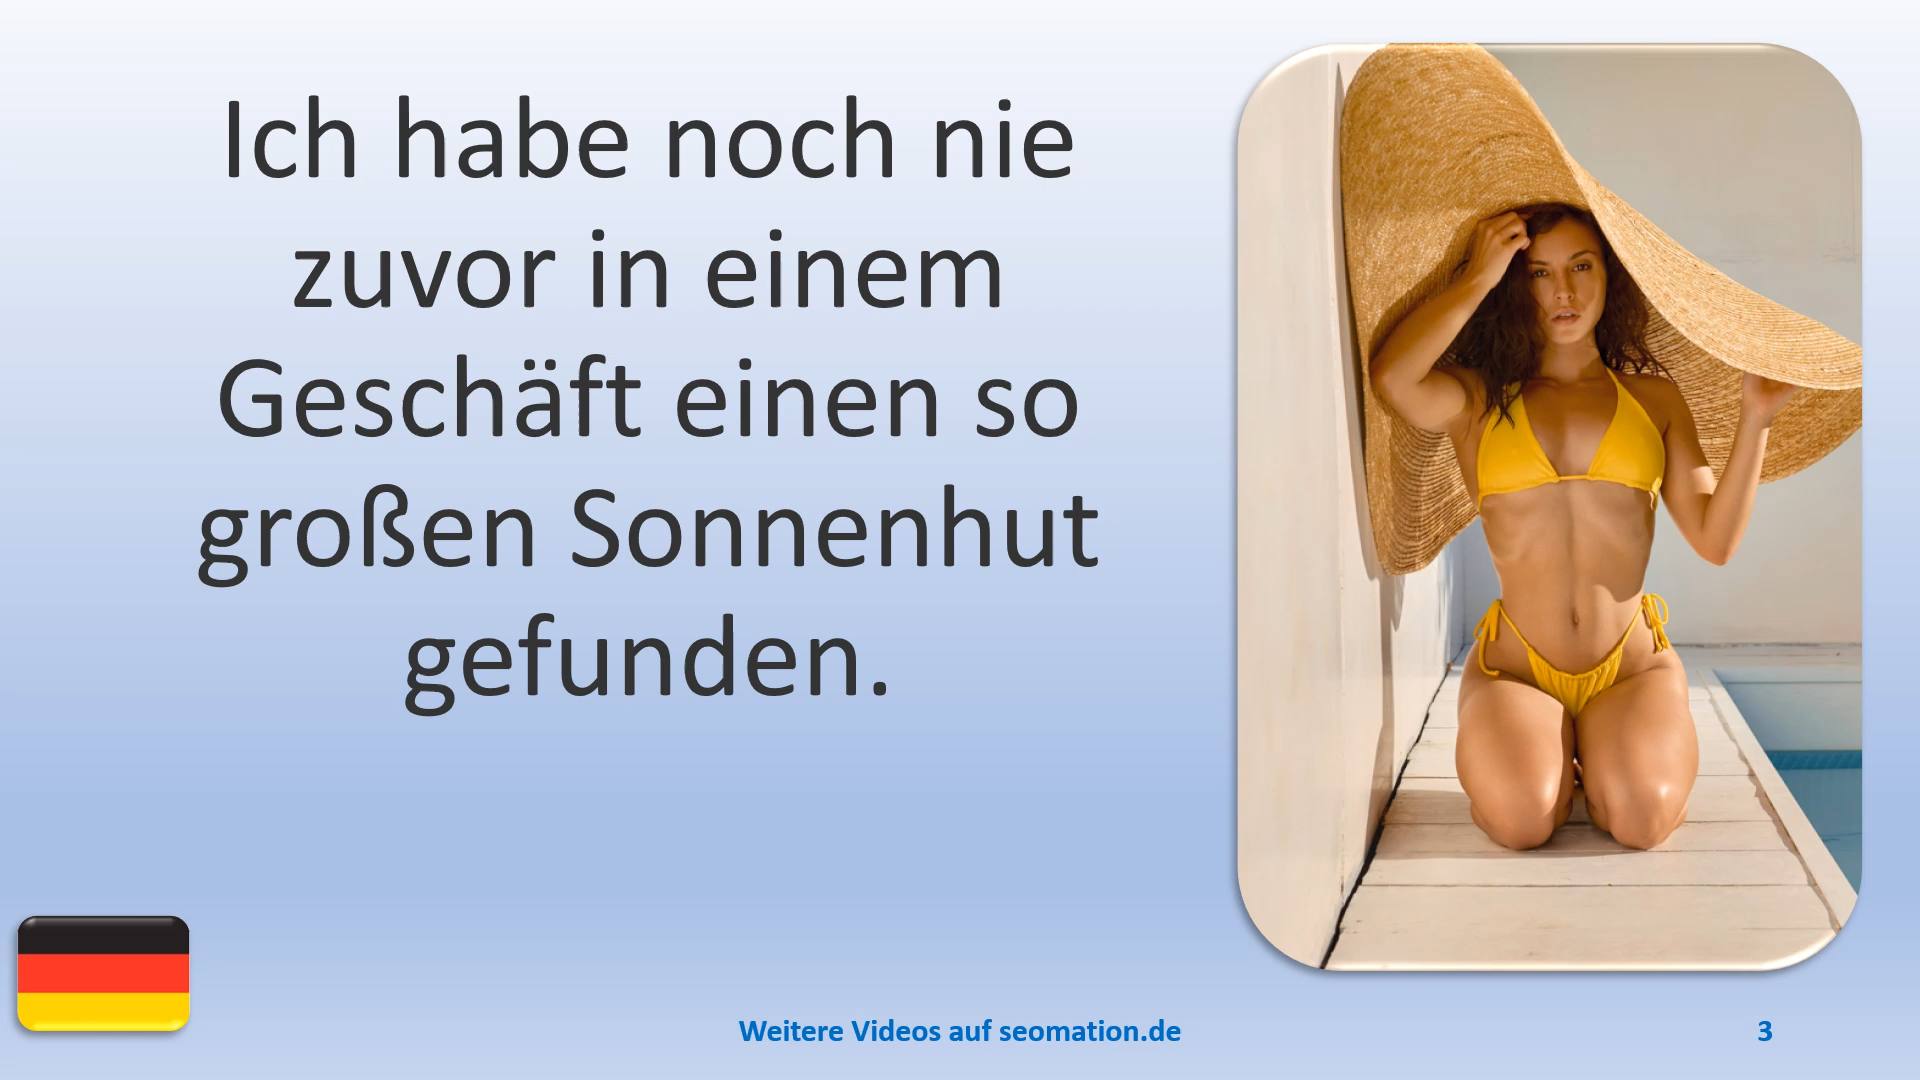 Ich habe noch nie
zuvor in einem
Geschäft einen so
großen Sonnenhut
gefunden.
Weitere Videos auf seomation.de
3